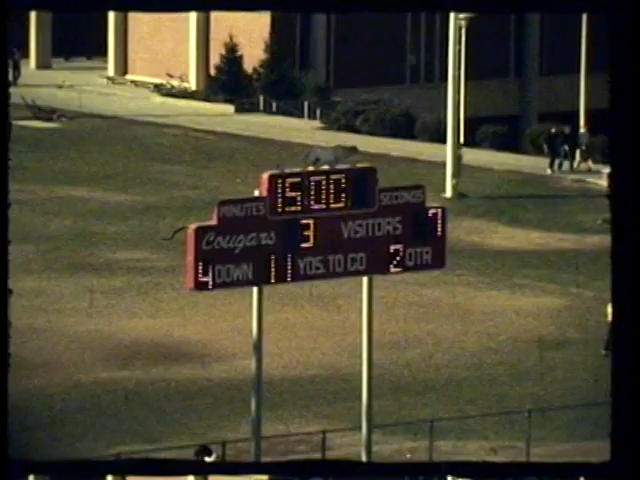 15:00
MINUTES SECONDS
Cougars 3 VISITORS 7
4 DOWN 11 YDS. TO GO 2 QTR